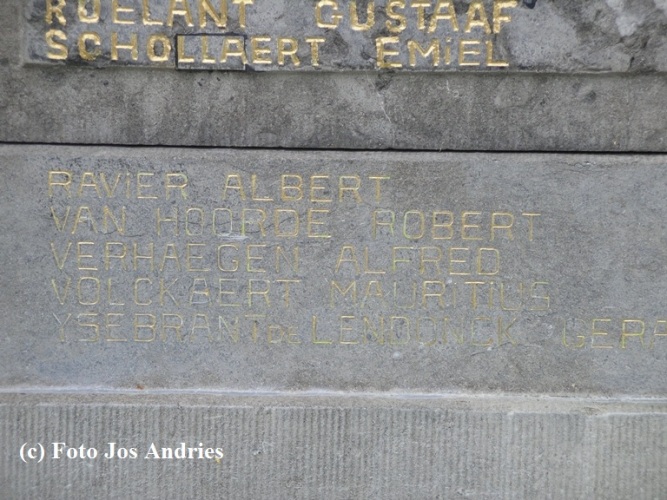 ROELANT GUSTAAF
SCHOLLAERT EMIEL
RAVIER ALBERT
VAN HOORDE ROBERT
VERHAEGEN ALFRED
VOLCKAERT MAURITIUS
YSEBRANT DE LENDONCK GERA
(c) Foto Jos Andries